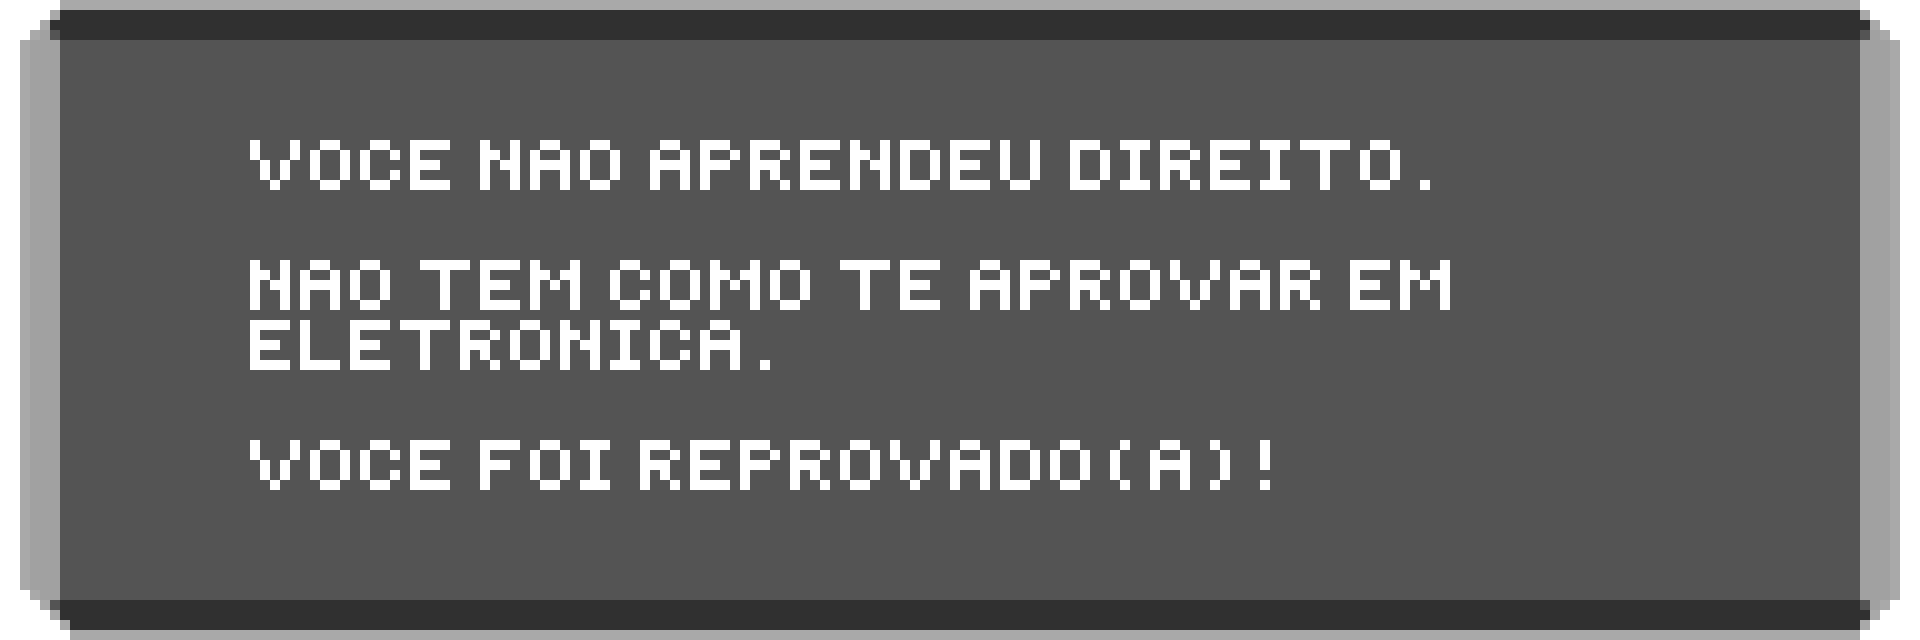 VOCE NAO APRENDEU DIREITO.
NAO TEM COMO TE APROVAR EM
ELETRONICA.
VOCE FOI REPROVADO(A)!